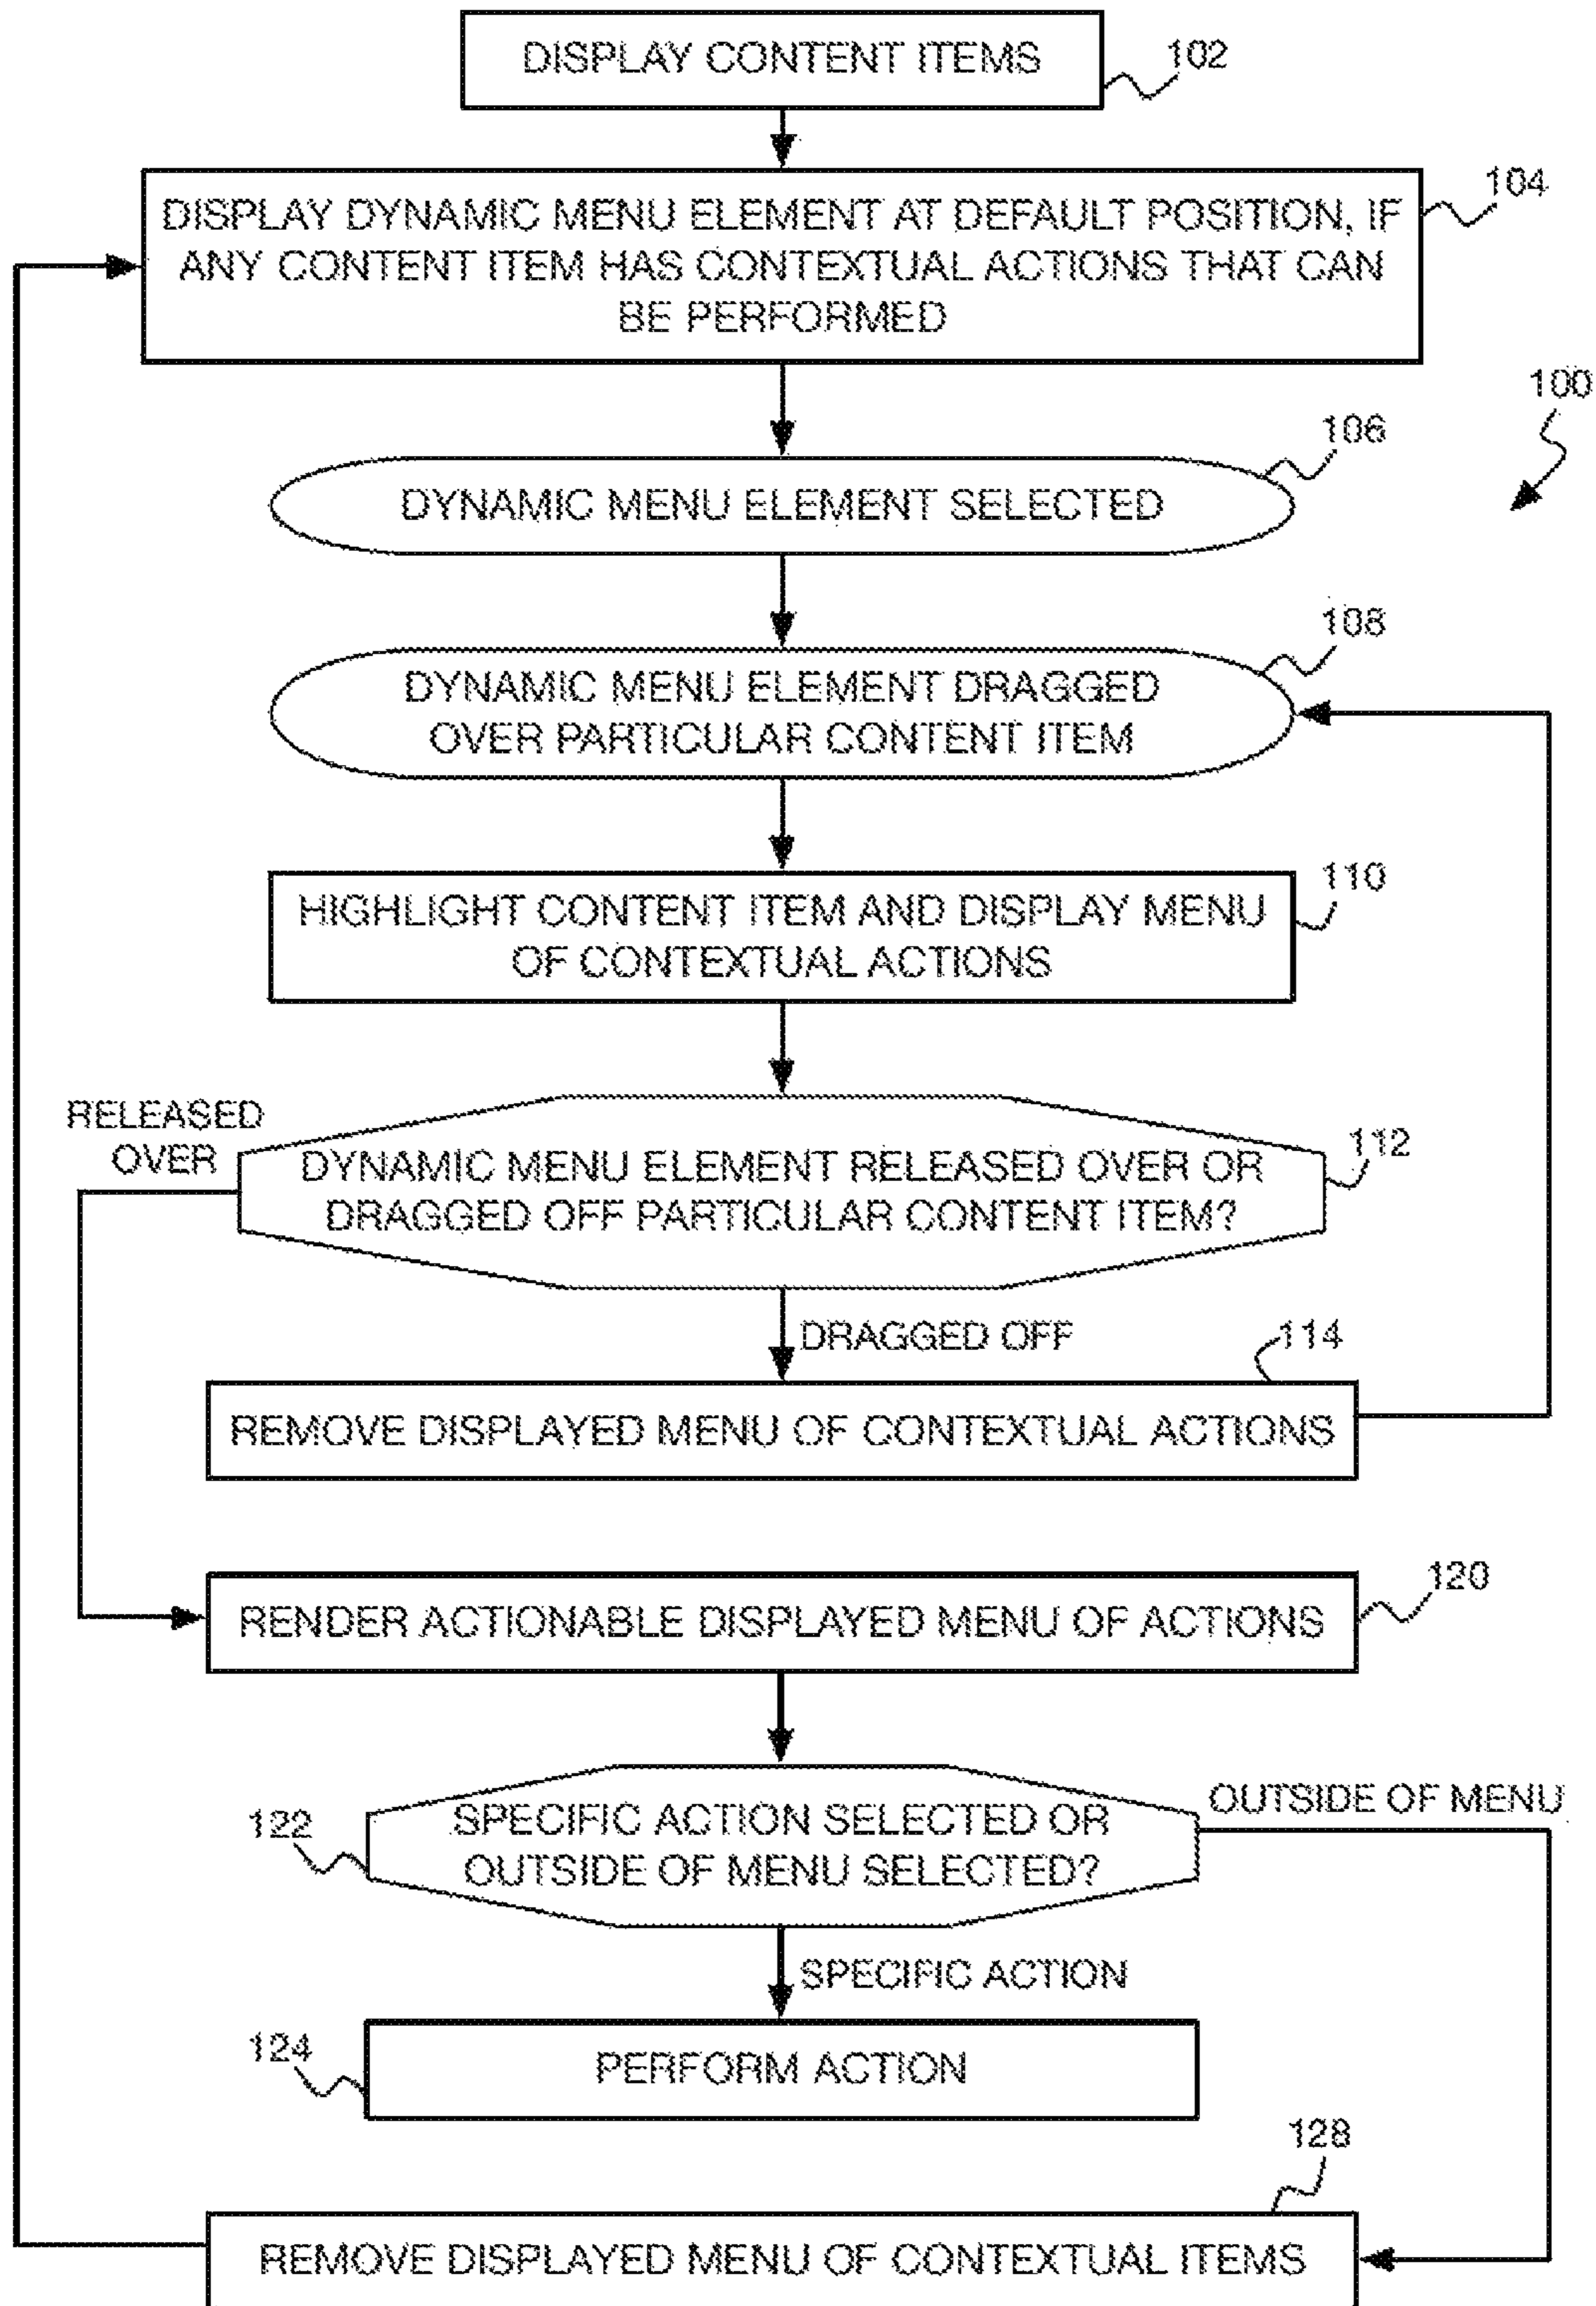 DISPLAY CONTENT ITEMS
102
DISPLAY DYNAMIC MENU ELEMENT AT DEFAULT POSITION, IF
ANY CONTENT ITEM HAS CONTEXTUAL ACTIONS THAT CAN
BE PERFORMED
104
100
DYNAMIC MENU ELEMENT SELECTED
106
DYNAMIC MENU ELEMENT DRAGGED
OVER PARTICULAR CONTENT ITEM
108
HIGHLIGHT CONTENT ITEM AND DISPLAY MENU
OF CONTEXTUAL ACTIONS
110
RELEASED
OVER
DYNAMIC MENU ELEMENT RELEASED OVER OR
DRAGGED OFF PARTICULAR CONTENT ITEM?
112
DRAGGED OFF
114
REMOVE DISPLAYED MENU OF CONTEXTUAL ACTIONS
120
RENDER ACTIONABLE DISPLAYED MENU OF ACTIONS
122
SPECIFIC ACTION SELECTED OR
OUTSIDE OF MENU SELECTED?
OUTSIDE OF MENU
SPECIFIC ACTION
124
PERFORM ACTION
128
REMOVE DISPLAYED MENU OF CONTEXTUAL ITEMS